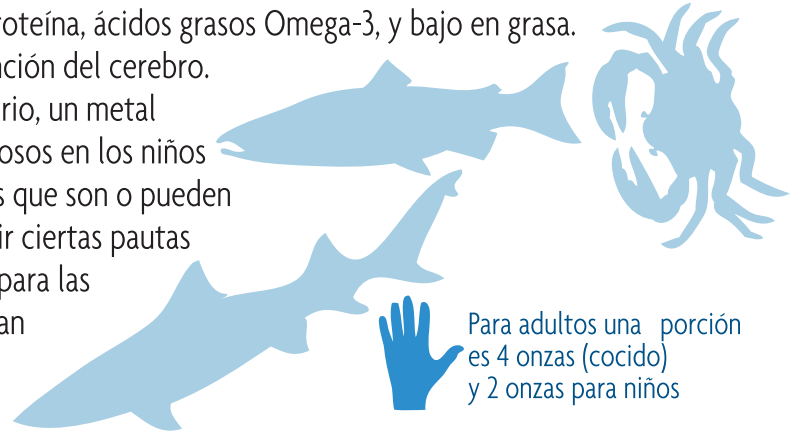 roteína, ácidos grasos Omega-3, y bajo en grasa.
nción del cerebro.
rio, un metal
osos en los niños
s que son o pueden
ir ciertas pautas
para las
an
Para adultos una porción
es 4 onzas (cocido)
y 2 onzas para niños